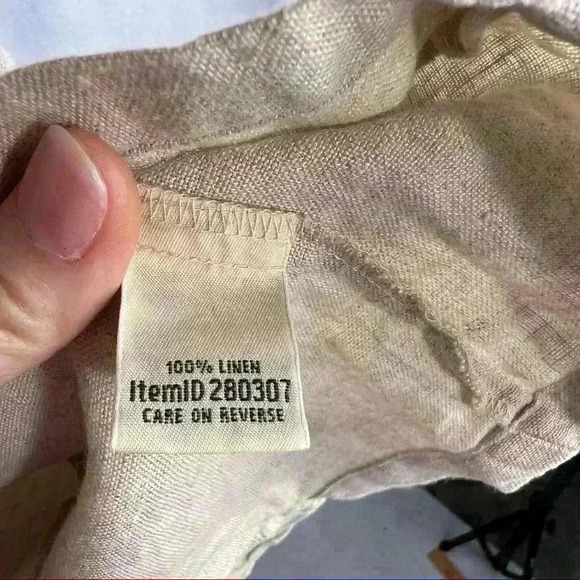 100% LINEN
ItemID 280307
CARE ON REVERSE